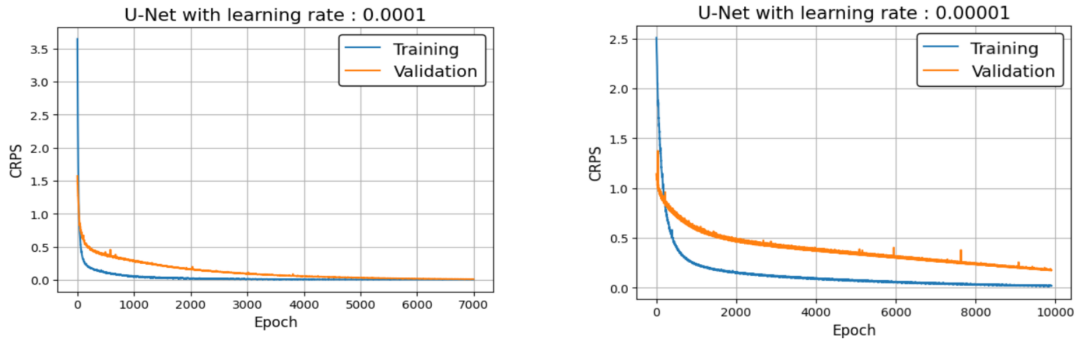 U-Net with learning rate : 0.0001
3.5
3.0
2.5
2.0
1.5
1.0
0.5
0.0
CRPS
Training
Validation
0 1000 2000 3000 4000 5000 6000 7000
Epoch
U-Net with learning rate : 0.00001
2.5
2.0
1.5
1.0
0.5
0.0
CRPS
Training
Validation
0 2000 4000 6000 8000 10000
Epoch